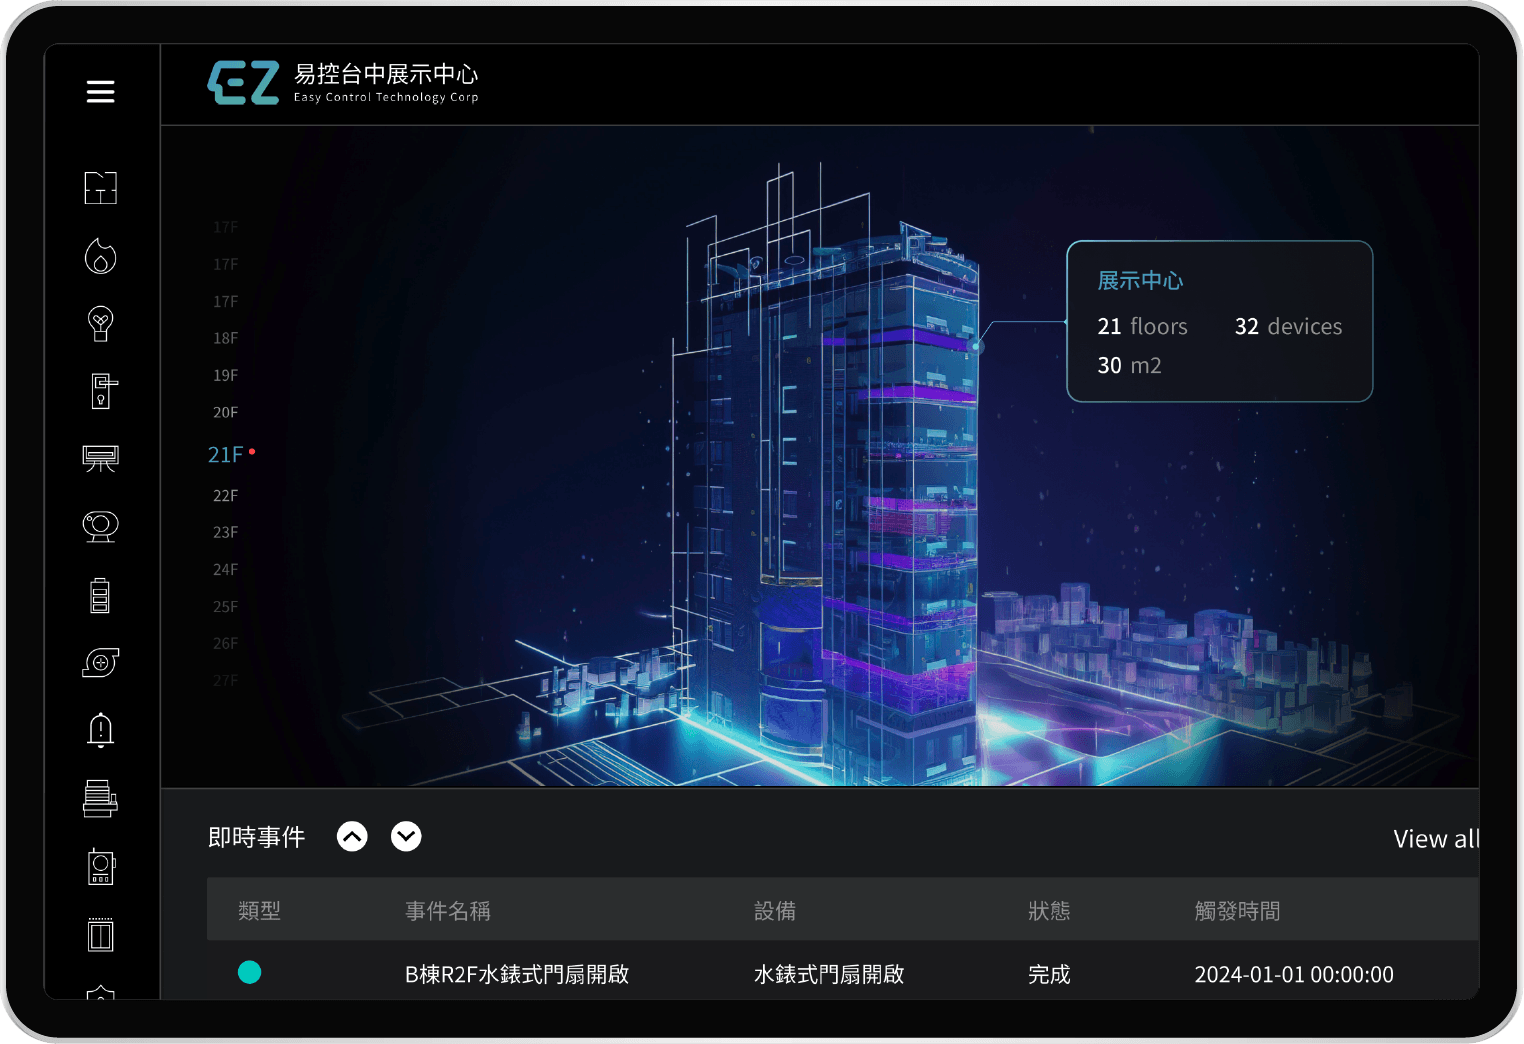 EZ
易控台中展示中心
Easy Control Technology Corp
17F
17F
17F
18F
19F
20F
21F
22F
23F
24F
25F
26F
27F
展示中心
21 floors 32 devices
30 m2
即時事件
View all
類型 事件名稱 設備 狀態 觸發時間
B棟R2F水錶式門扇開啟 水錶式門扇開啟 完成 2024-01-01 00:00:00